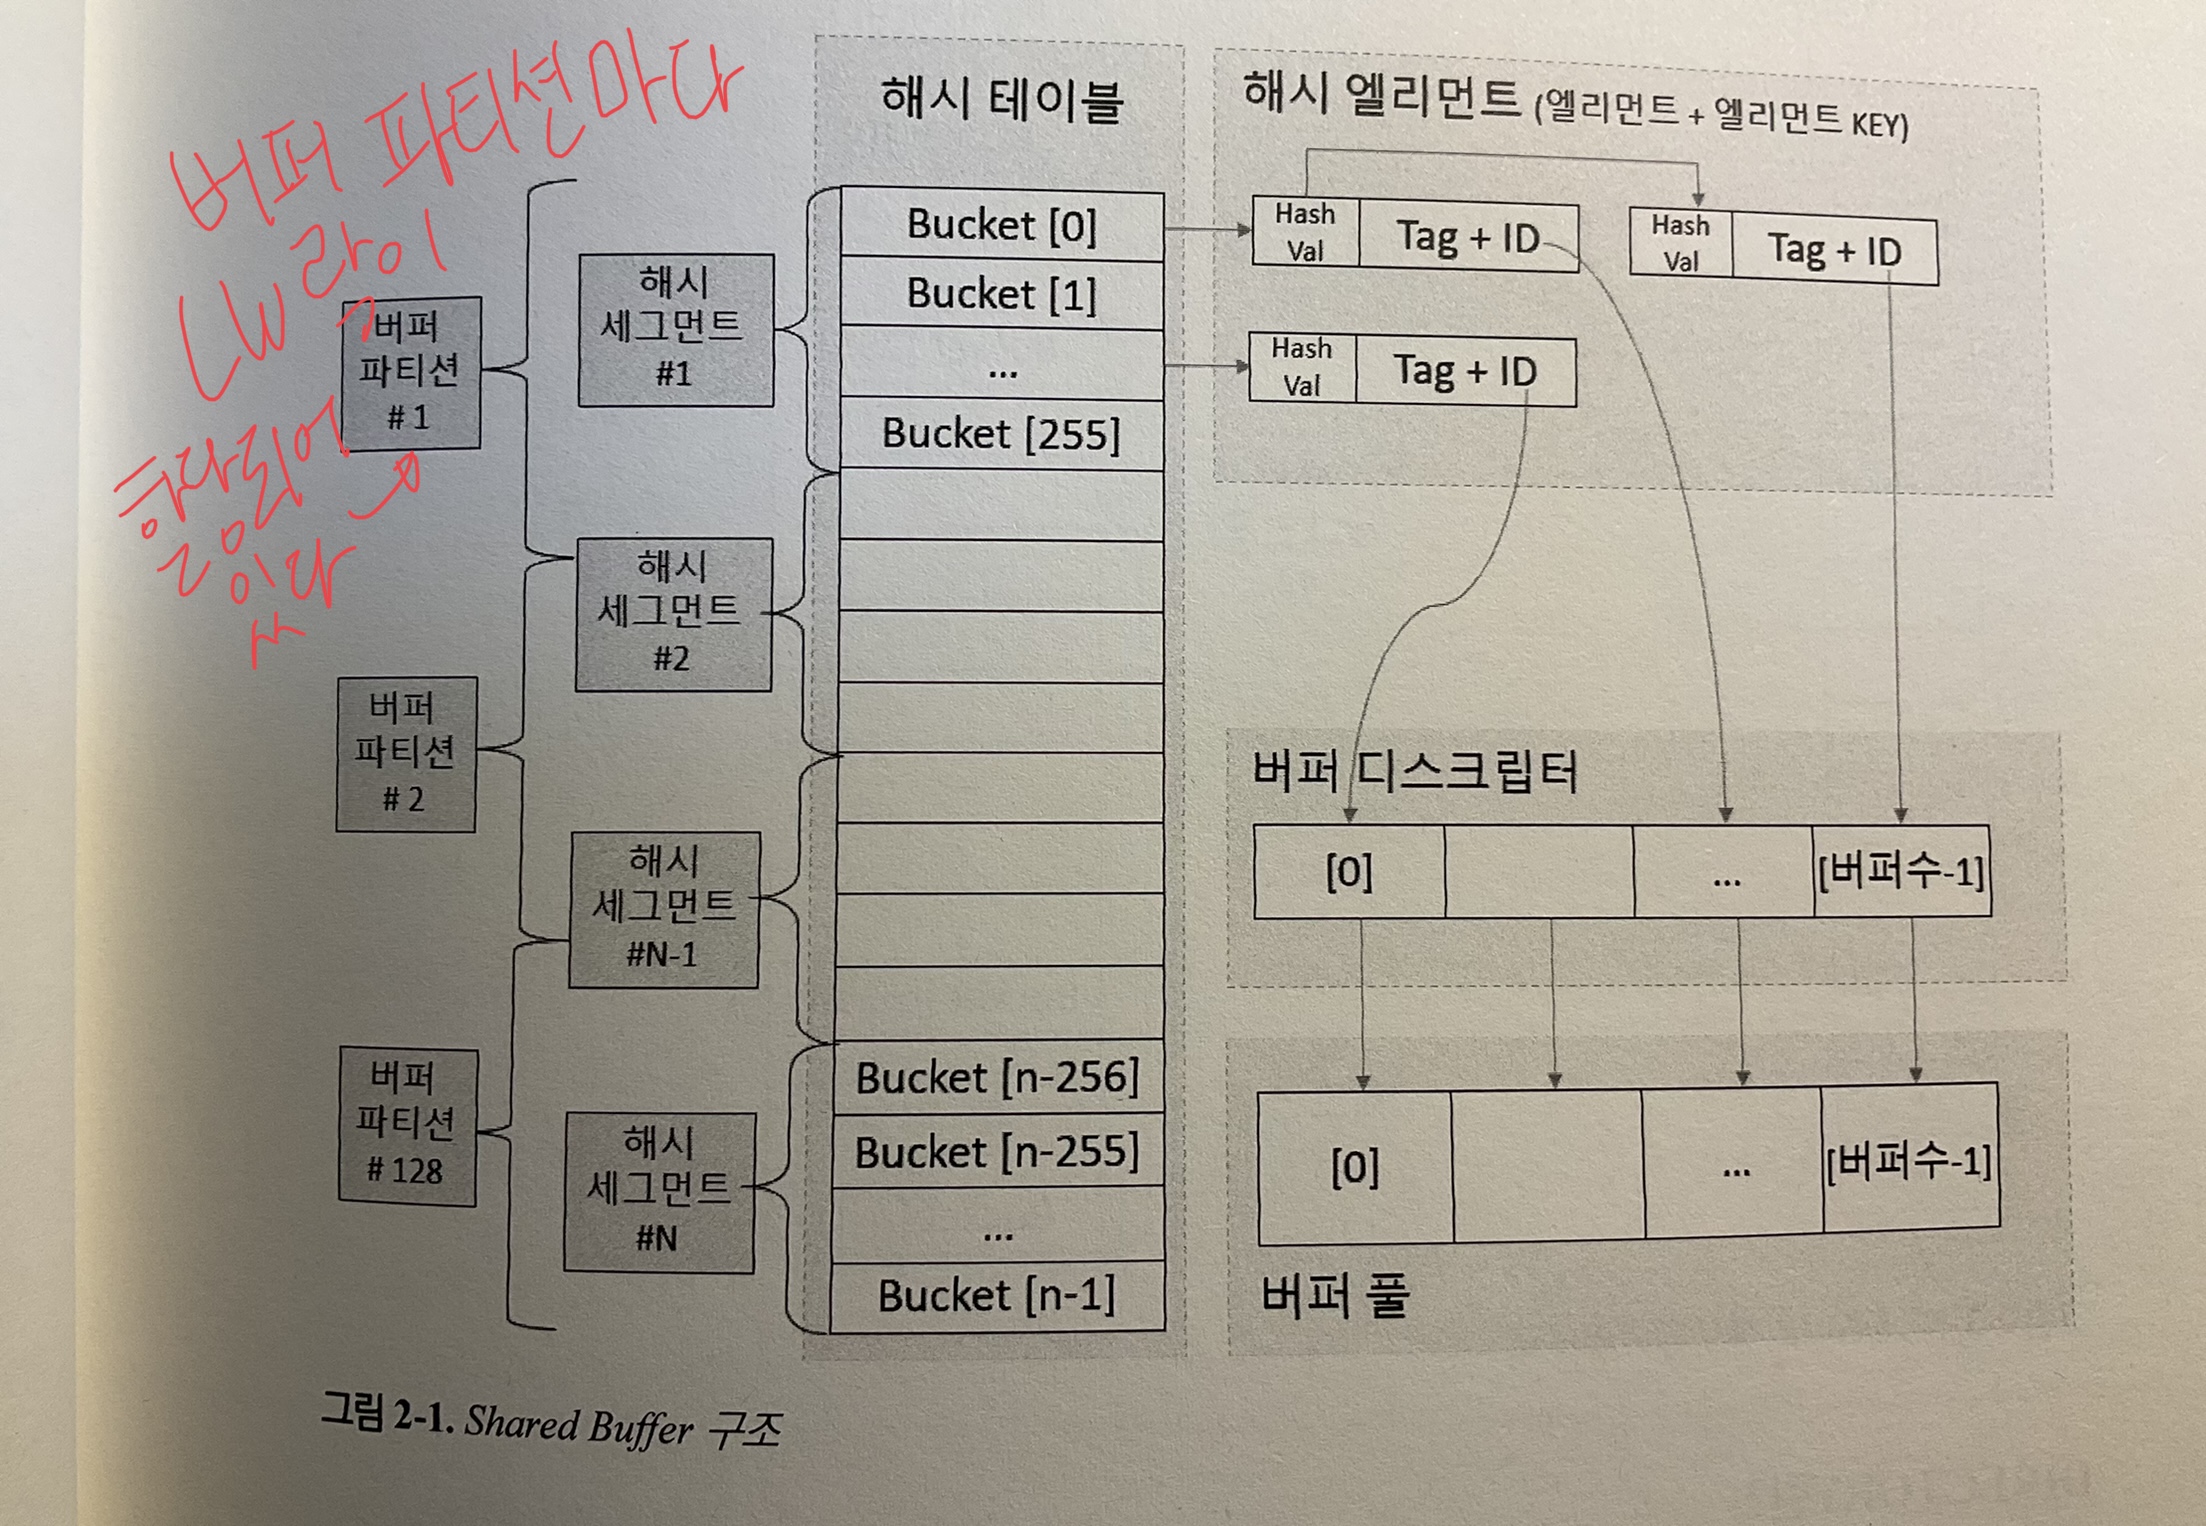 버퍼 파티션마다
LW락이
할당되어
있다
해시 테이블
해시 엘리먼트 (엘리먼트 + 엘리먼트 KEY)
버퍼
파티션
# 1
버퍼
파티션
# 2
버퍼
파티션
# 128
해시
세그먼트
#1
해시
세그먼트
#2
해시
세그먼트
#N-1
해시
세그먼트
#N
Bucket [0]
Bucket [1]
...
Bucket [255]
Bucket [n-256]
Bucket [n-255]
...
Bucket [n-1]
Hash
Val
Tag + ID
Hash
Val
Tag + ID
Hash
Val
Tag + ID
버퍼 디스크립터
[0]
...
[버퍼수-1]
[0]
...
[버퍼수-1]
버퍼 풀
그림 2-1. Shared Buffer 구조